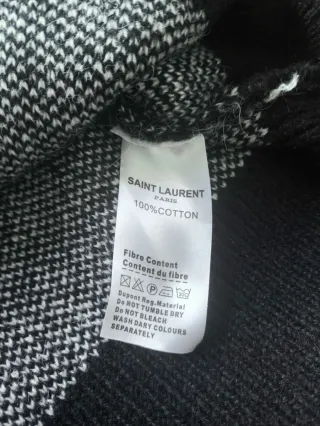 SAINT LAURENT
PARIS
100%COTTON
Fibre Content
Content du fibre
Dupont Reg.Material
Do NOT TUMBLE DRY
Do NOT BLEACH
WASH DARY COLOURS
SEPARATELY